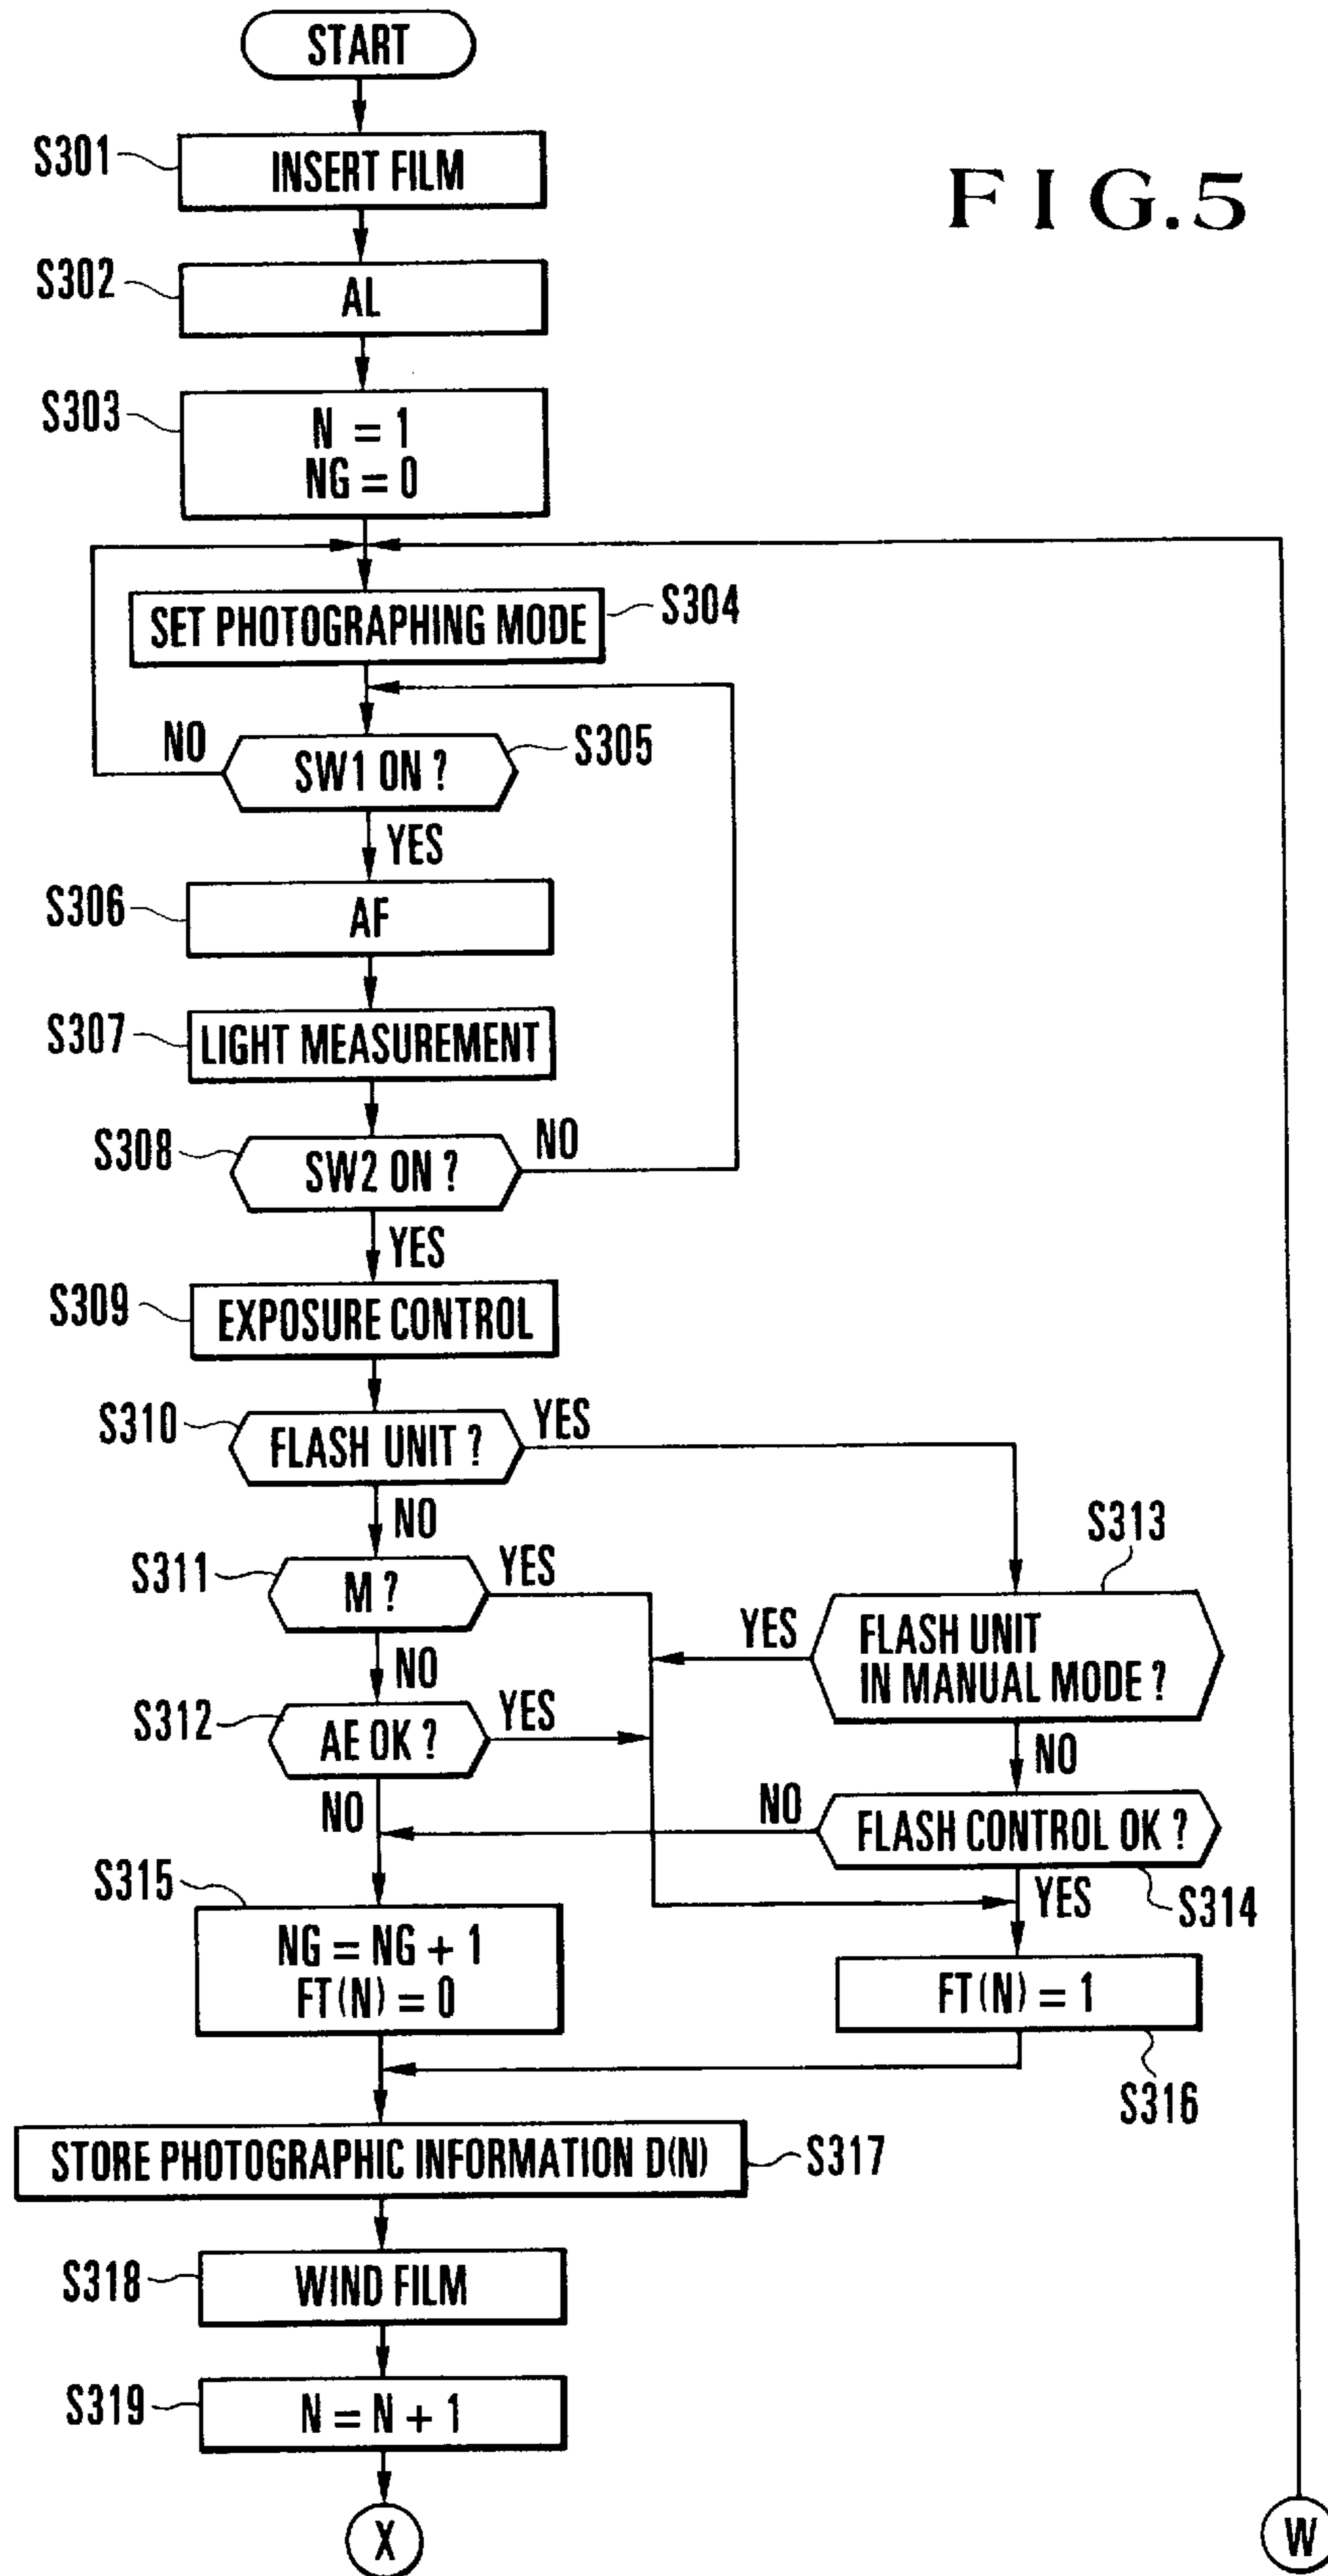 START
S301
INSERT FILM
FIG.5
S302
AL
S303
N = 1
NG = 0
SET PHOTOGRAPHING MODE
S304
NO
SW1 ON ?
S305
YES
S306
AF
S307
LIGHT MEASUREMENT
S308
SW2 ON ?
NO
YES
S309
EXPOSURE CONTROL
S310
FLASH UNIT ?
YES
NO
S311
M ?
YES
S313
YES
FLASH UNIT
IN MANUAL MODE ?
NO
S312
AE OK ?
YES
NO
NO
NO
FLASH CONTROL OK ?
S314
YES
S315
NG = NG + 1
FT(N) = 0
FT(N) = 1
S316
STORE PHOTOGRAPHIC INFORMATION D(N)
S317
S318
WIND FILM
S319
N = N + 1
X
W